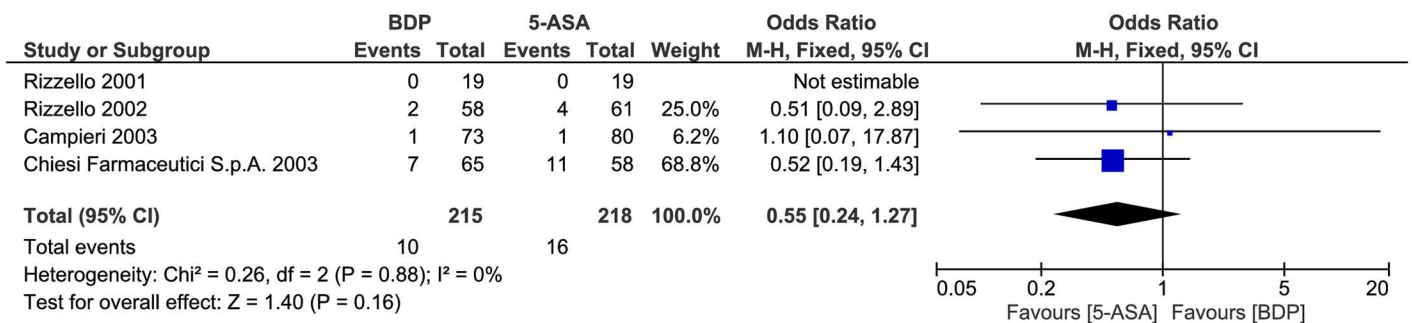 BDP 5-ASA Odds Ratio Odds Ratio
Study or Subgroup Events Total Events Total Weight M-H, Fixed, 95% CI M-H, Fixed, 95% CI
Rizzello 2001 0 19 0 19 Not estimable
Rizzello 2002 2 58 4 61 25.0% 0.51 [0.09, 2.89]
Campieri 2003 1 73 1 80 6.2% 1.10 [0.07, 17.87]
Chiesi Farmaceutici S.p.A. 2003 7 65 11 58 68.8% 0.52 [0.19, 1.43]
Total (95% CI) 215 218 100.0% 0.55 [0.24, 1.27]
Total events 10 16
Heterogeneity: Chi² = 0.26, df = 2 (P = 0.88); I² = 0%
Test for overall effect: Z = 1.40 (P = 0.16)
0.05 0.2 1 5 20
Favours [5-ASA] Favours [BDP]